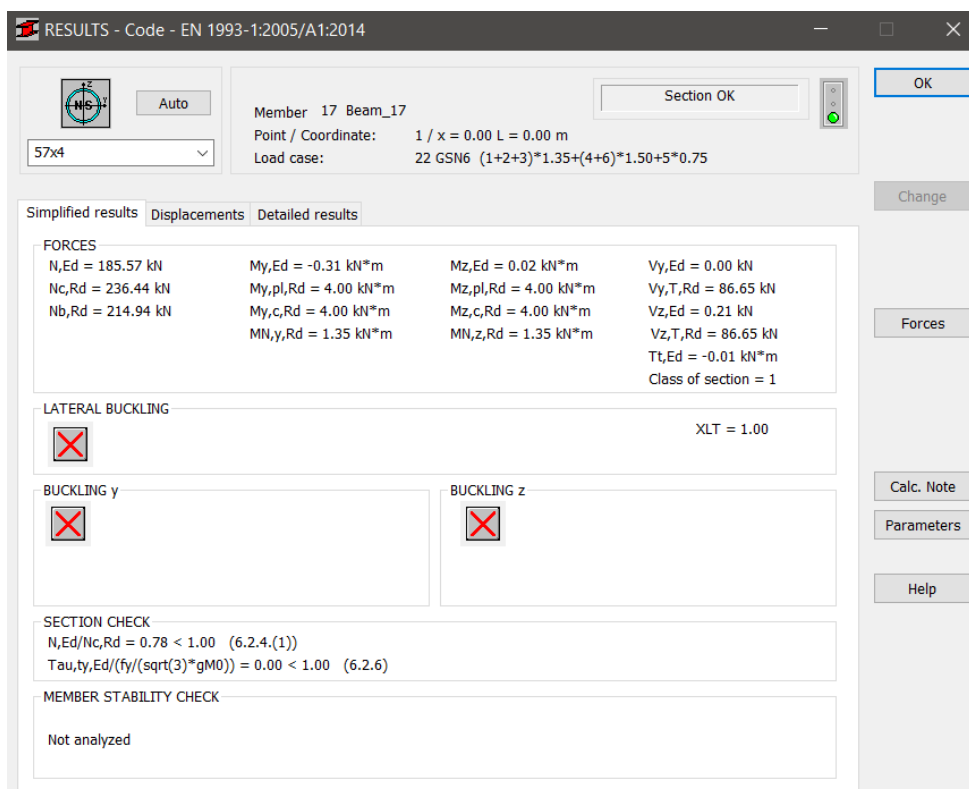 RESULTS - Code - EN 1993-1:2005/A1:2014
NS
z
y
Auto
57x4
Member 17 Beam_17
Point / Coordinate: 1 / x = 0.00 L = 0.00 m
Load case: 22 GSN6 (1+2+3)*1.35+(4+6)*1.50+5*0.75
Section OK
OK
Change
Forces
Calc. Note
Parameters
Help
Simplified results Displacements Detailed results
FORCES
N,Ed = 185.57 kN My,Ed = -0.31 kN*m Mz,Ed = 0.02 kN*m Vy,Ed = 0.00 kN
Nc,Rd = 236.44 kN My,pl,Rd = 4.00 kN*m Mz,pl,Rd = 4.00 kN*m Vy,T,Rd = 86.65 kN
Nb,Rd = 214.94 kN My,c,Rd = 4.00 kN*m Mz,c,Rd = 4.00 kN*m Vz,Ed = 0.21 kN
MN,y,Rd = 1.35 kN*m MN,z,Rd = 1.35 kN*m Vz,T,Rd = 86.65 kN
Tt,Ed = -0.01 kN*m
Class of section = 1
LATERAL BUCKLING
XLT = 1.00
BUCKLING y BUCKLING z
SECTION CHECK
N,Ed/Nc,Rd = 0.78 < 1.00 (6.2.4.(1))
Tau,ty,Ed/(fy/(sqrt(3)*gM0)) = 0.00 < 1.00 (6.2.6)
MEMBER STABILITY CHECK
Not analyzed